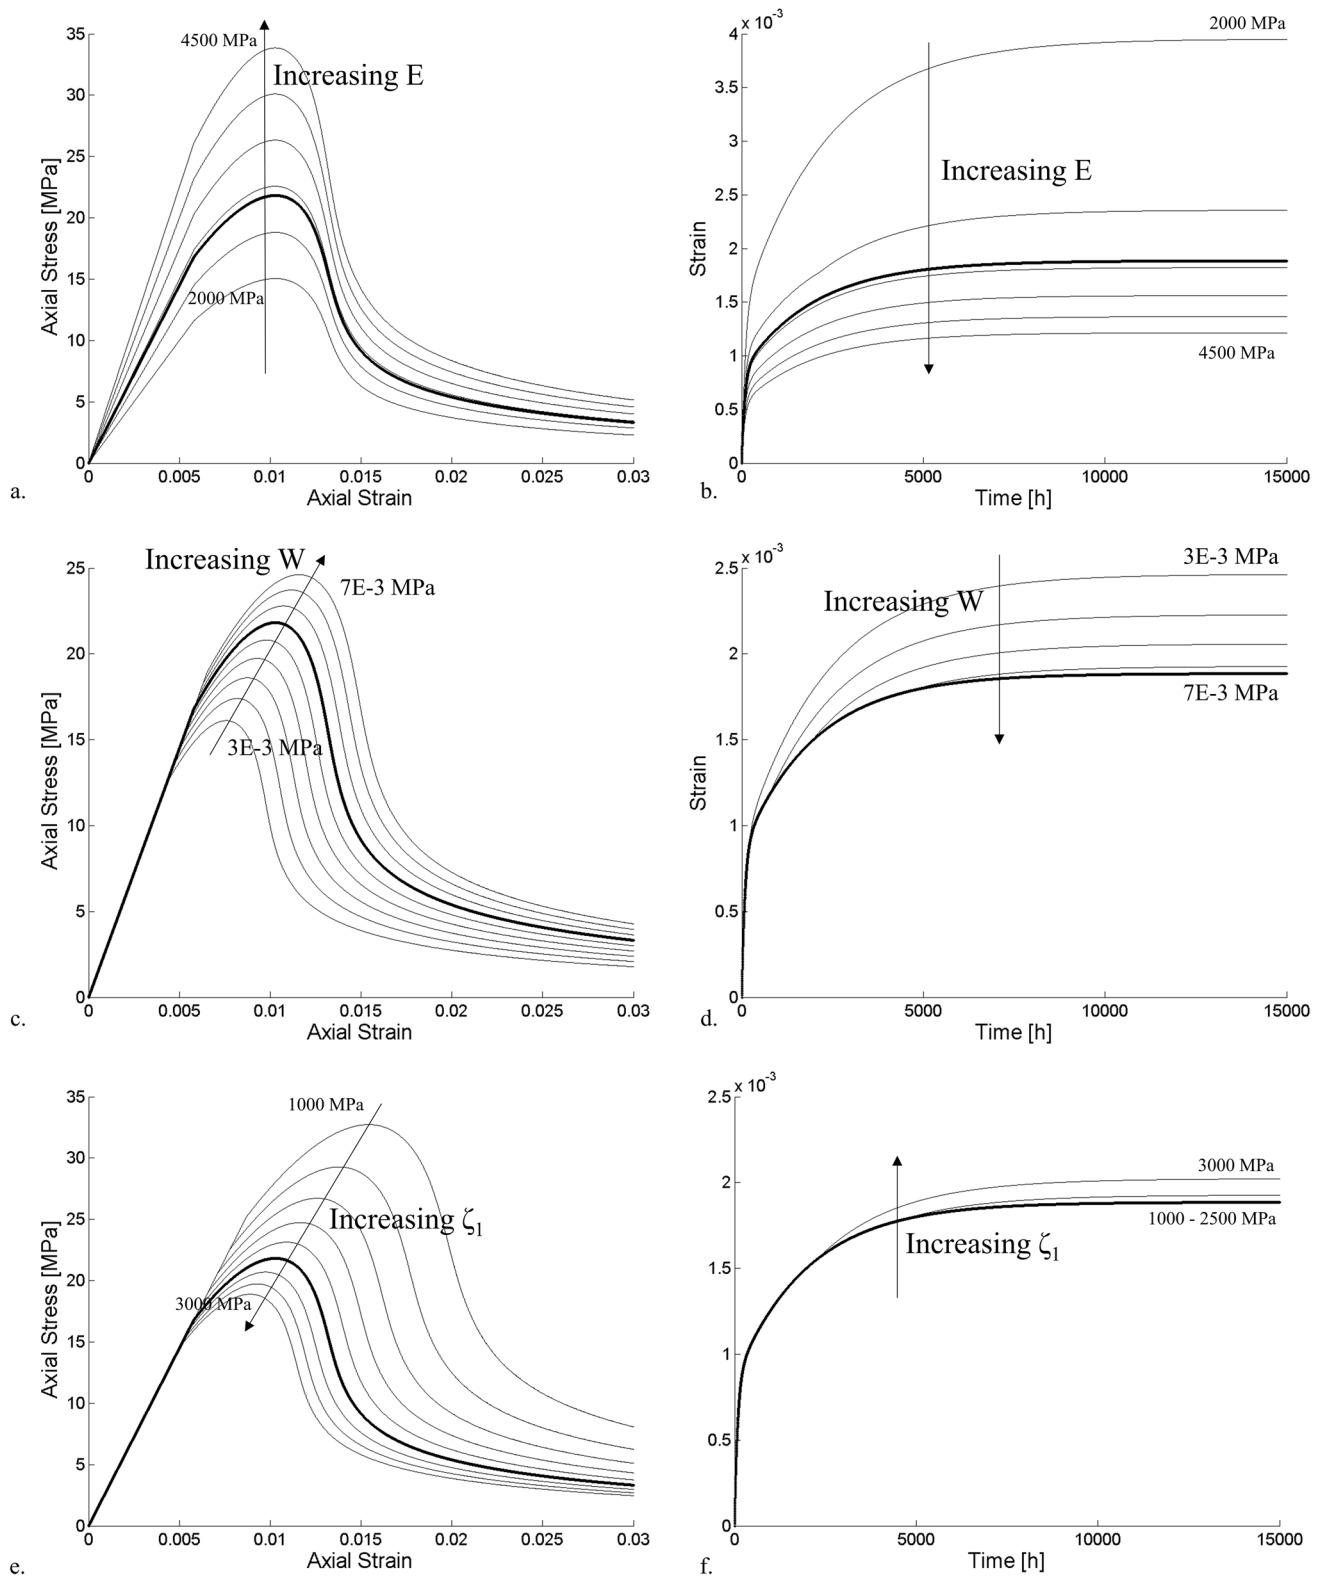 35
30
25
20
15
10
5
0
Axial Stress [MPa]
4500 MPa
Increasing E
2000 MPa
0 0.005 0.01 0.015 0.02 0.025 0.03
Axial Strain
a.
4 x 10-3
3.5
3
2.5
2
1.5
1
0.5
0
Strain
2000 MPa
Increasing E
4500 MPa
0 5000 10000 15000
Time [h]
b.
25
20
15
10
5
0
Axial Stress [MPa]
Increasing W
7E-3 MPa
3E-3 MPa
0 0.005 0.01 0.015 0.02 0.025 0.03
Axial Strain
c.
2.5 x 10-3
2
1.5
1
0.5
0
Strain
3E-3 MPa
Increasing W
7E-3 MPa
0 5000 10000 15000
Time [h]
d.
35
30
25
20
15
10
5
0
Axial Stress [MPa]
1000 MPa
Increasing ζ1
3000 MPa
0 0.005 0.01 0.015 0.02 0.025 0.03
Axial Strain
e.
2.5 x 10-3
2
1.5
1
0.5
0
Strain
3000 MPa
1000 - 2500 MPa
Increasing ζ1
0 5000 10000 15000
Time [h]
f.